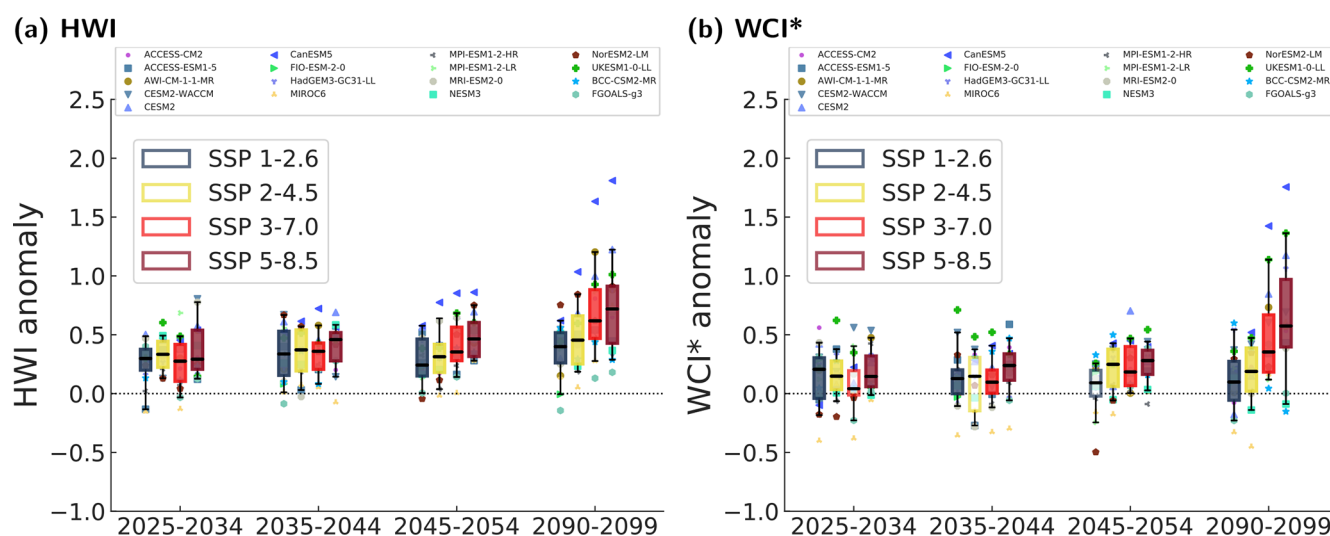 (a) HWI
ACCESS-CM2
ACCESS-ESM1-5
AWI-CM-1-1-MR
CESM2-WACCM
CESM2
CanESM5
FIO-ESM-2-0
HadGEM3-GC31-LL
MIROC6
MPI-ESM1-2-HR
MPI-ESM1-2-LR
MRI-ESM2-0
NESM3
NorESM2-LM
UKESM1-0-LL
BCC-CSM2-MR
FGOALS-g3
SSP 1-2.6
SSP 2-4.5
SSP 3-7.0
SSP 5-8.5
HWI anomaly
2.5
2.0
1.5
1.0
0.5
0.0
−0.5
−1.0
2025-2034
2035-2044
2045-2054
2090-2099
(b) WCI*
ACCESS-CM2
ACCESS-ESM1-5
AWI-CM-1-1-MR
CESM2-WACCM
CESM2
CanESM5
FIO-ESM-2-0
HadGEM3-GC31-LL
MIROC6
MPI-ESM1-2-HR
MPI-ESM1-2-LR
MRI-ESM2-0
NESM3
NorESM2-LM
UKESM1-0-LL
BCC-CSM2-MR
FGOALS-g3
SSP 1-2.6
SSP 2-4.5
SSP 3-7.0
SSP 5-8.5
WCI* anomaly
2.5
2.0
1.5
1.0
0.5
0.0
−0.5
−1.0
2025-2034
2035-2044
2045-2054
2090-2099